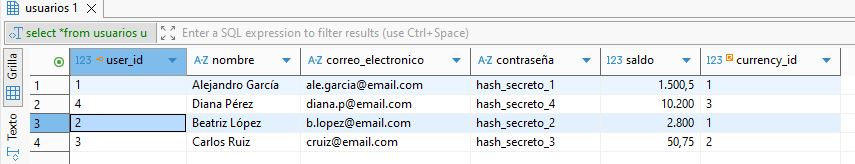 usuarios 1
select *from usuarios u Enter a SQL expression to filter results (use Ctrl+Space)
Grilla
Texto
123 user_id A-Z nombre A-Z correo_electronico A-Z contraseña 123 saldo 123 currency_id
1 1 Alejandro García ale.garcia@email.com hash_secreto_1 1.500,5 1
2 4 Diana Pérez diana.p@email.com hash_secreto_4 10.200 3
3 2 Beatriz López b.lopez@email.com hash_secreto_2 2.800 1
4 3 Carlos Ruiz cruiz@email.com hash_secreto_3 50,75 2